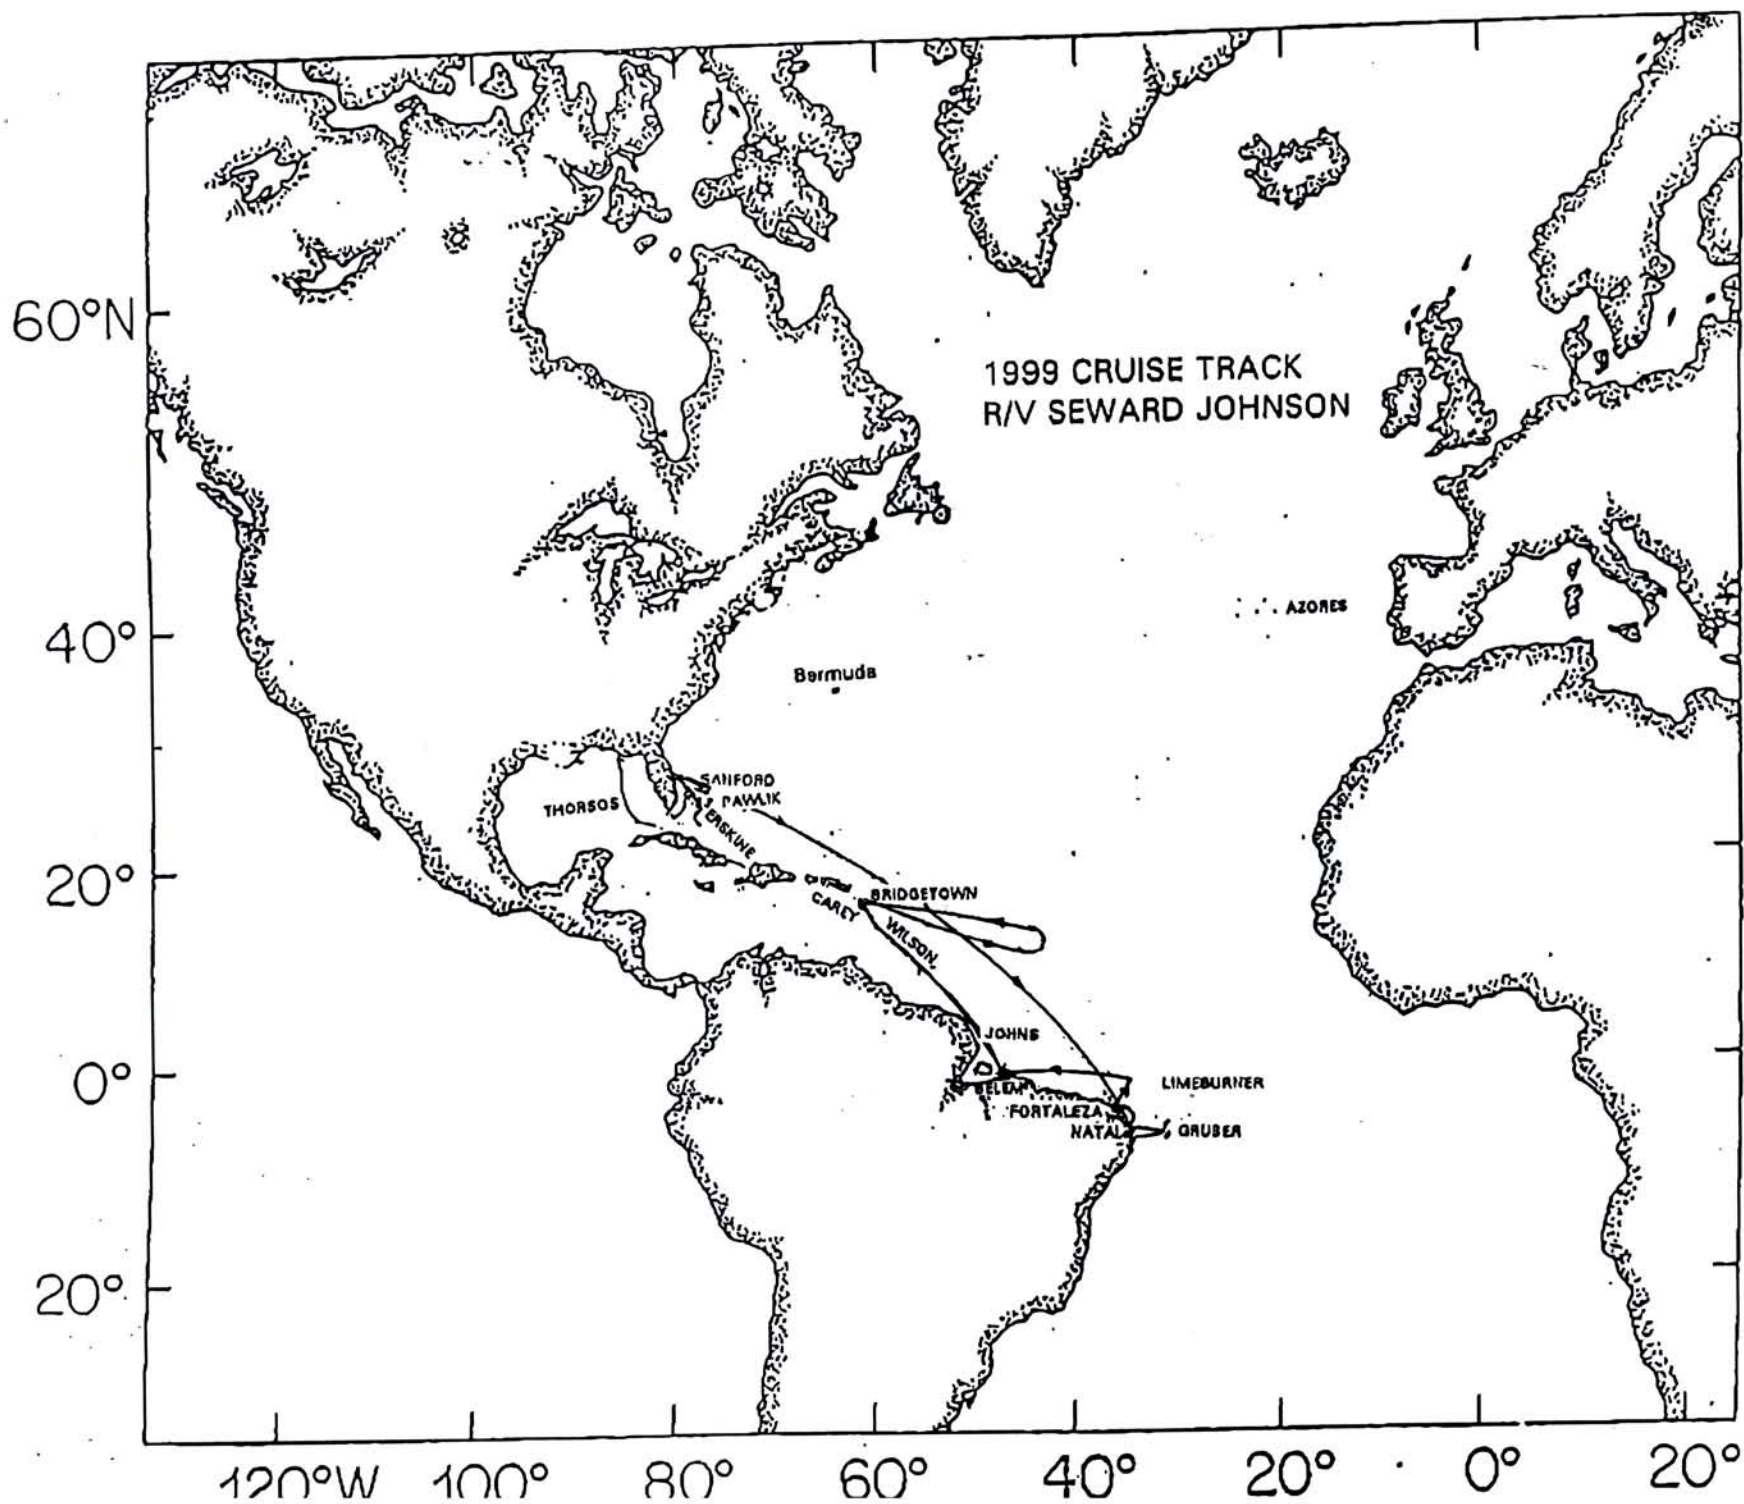 60°N
1999 CRUISE TRACK
R/V SEWARD JOHNSON
40°
AZORES
Bermuda
SANFORD
THORSOS
PAWLIK
ERSKINE
20°
BRIDGETOWN
CAREY
WILSON
JOHNS
0°
BELEM
LIMEBURNER
FORTALEZA
NATAL
GRUBER
20°
120°W 100° 80° 60° 40° 20° 0° 20°